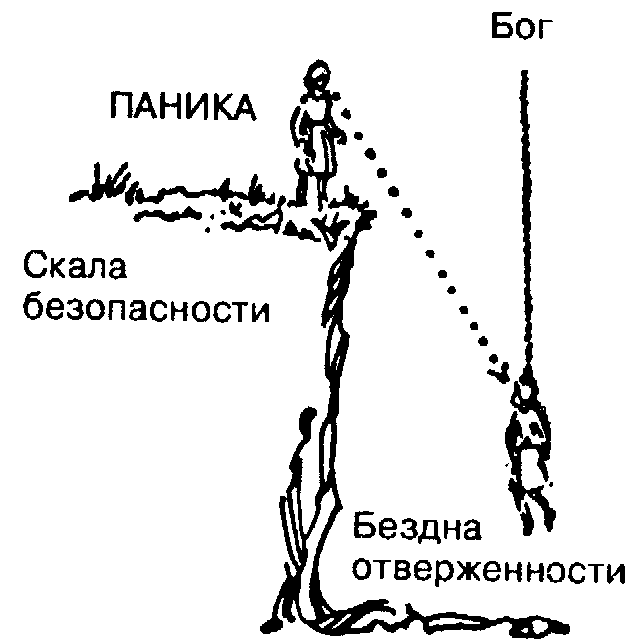 Бог
ПАНИКА
Скала
безопасности
Бездна
отверженности